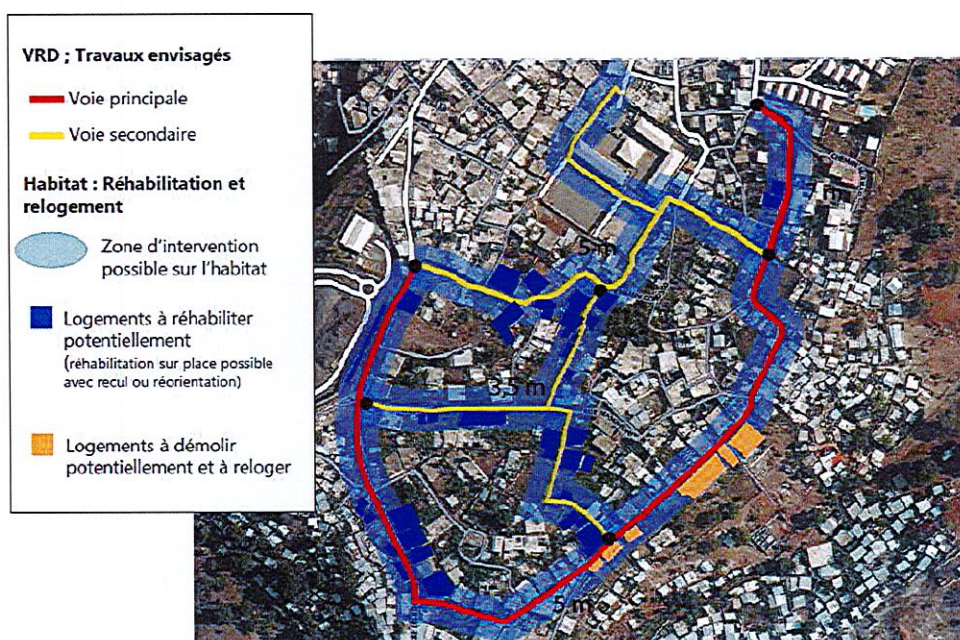 VRD ; Travaux envisagés
Voie principale
Voie secondaire
Habitat : Réhabilitation et
relogement
Zone d'intervention
possible sur l'habitat
Logements à réhabiliter
potentiellement
(réhabilitation sur place possible
avec recul ou réorientation)
Logements à démolir
potentiellement et à reloger
5 m
3,5 m
5 m